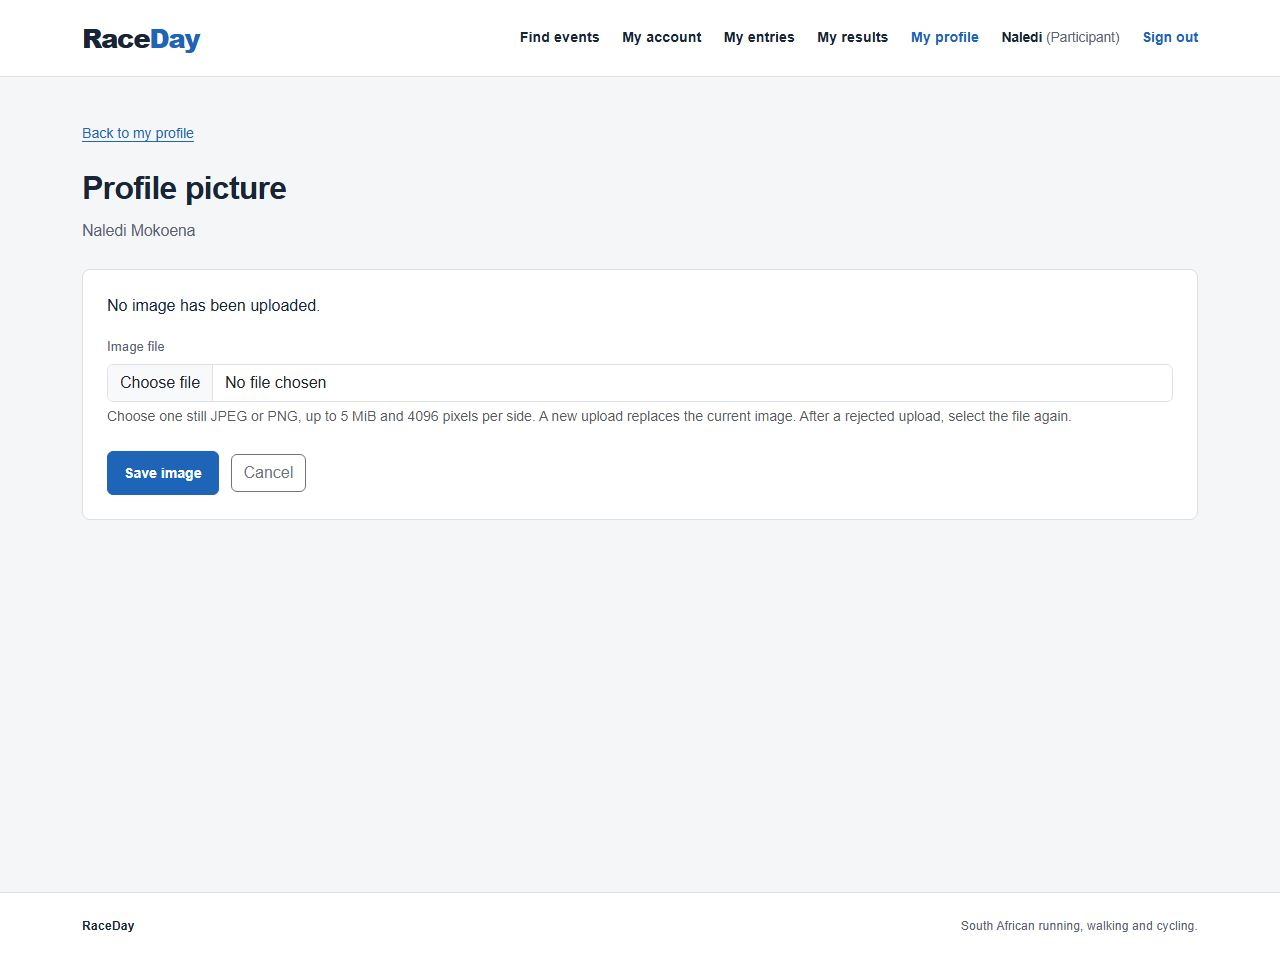 RaceDay
Find events My account My entries My results My profile Naledi (Participant) Sign out
Back to my profile
Profile picture
Naledi Mokoena
No image has been uploaded.
Image file
Choose file No file chosen
Choose one still JPEG or PNG, up to 5 MiB and 4096 pixels per side. A new upload replaces the current image. After a rejected upload, select the file again.
Save image Cancel
RaceDay South African running, walking and cycling.